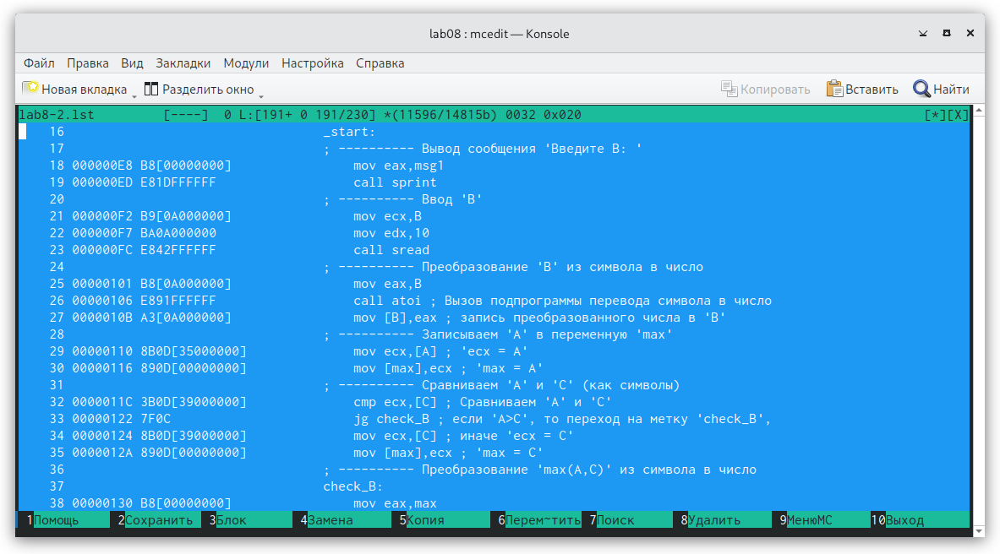 lab08 : mcedit — Konsole
Файл Правка Вид Закладки Модули Настройка Справка
Новая вкладка Разделить окно Копировать Вставить Найти
lab8-2.lst [----] 0 L:[191+ 0 191/230] *(11596/14815b) 0032 0x020 [*][X]
16 _start:
17 ; ---------- Вывод сообщения 'Введите B: '
18 000000E8 B8[00000000] mov eax,msg1
19 000000ED E81DFFFFFF call sprint
20 ; ---------- Ввод 'B'
21 000000F2 B9[0A000000] mov ecx,B
22 000000F7 BA0A000000 mov edx,10
23 000000FC E842FFFFFF call sread
24 ; ---------- Преобразование 'B' из символа в число
25 00000101 B8[0A000000] mov eax,B
26 00000106 E891FFFFFF call atoi ; Вызов подпрограммы перевода символа в число
27 0000010B A3[0A000000] mov [B],eax ; запись преобразованного числа в 'B'
28 ; ---------- Записываем 'A' в переменную 'max'
29 00000110 8B0D[35000000] mov ecx,[A] ; 'ecx = A'
30 00000116 890D[00000000] mov [max],ecx ; 'max = A'
31 ; ---------- Сравниваем 'A' и 'C' (как символы)
32 0000011C 3B0D[39000000] cmp ecx,[C] ; Сравниваем 'A' и 'C'
33 00000122 7F0C jg check_B ; если 'A>C', то переход на метку 'check_B',
34 00000124 8B0D[39000000] mov ecx,[C] ; иначе 'ecx = C'
35 0000012A 890D[00000000] mov [max],ecx ; 'max = C'
36 ; ---------- Преобразование 'max(A,C)' из символа в число
37 check_B:
38 00000130 B8[00000000] mov eax,max
1Помощь 2Сохранить 3Блок 4Замена 5Копия 6Перем~тить 7Поиск 8Удалить 9МенюMC 10Выход